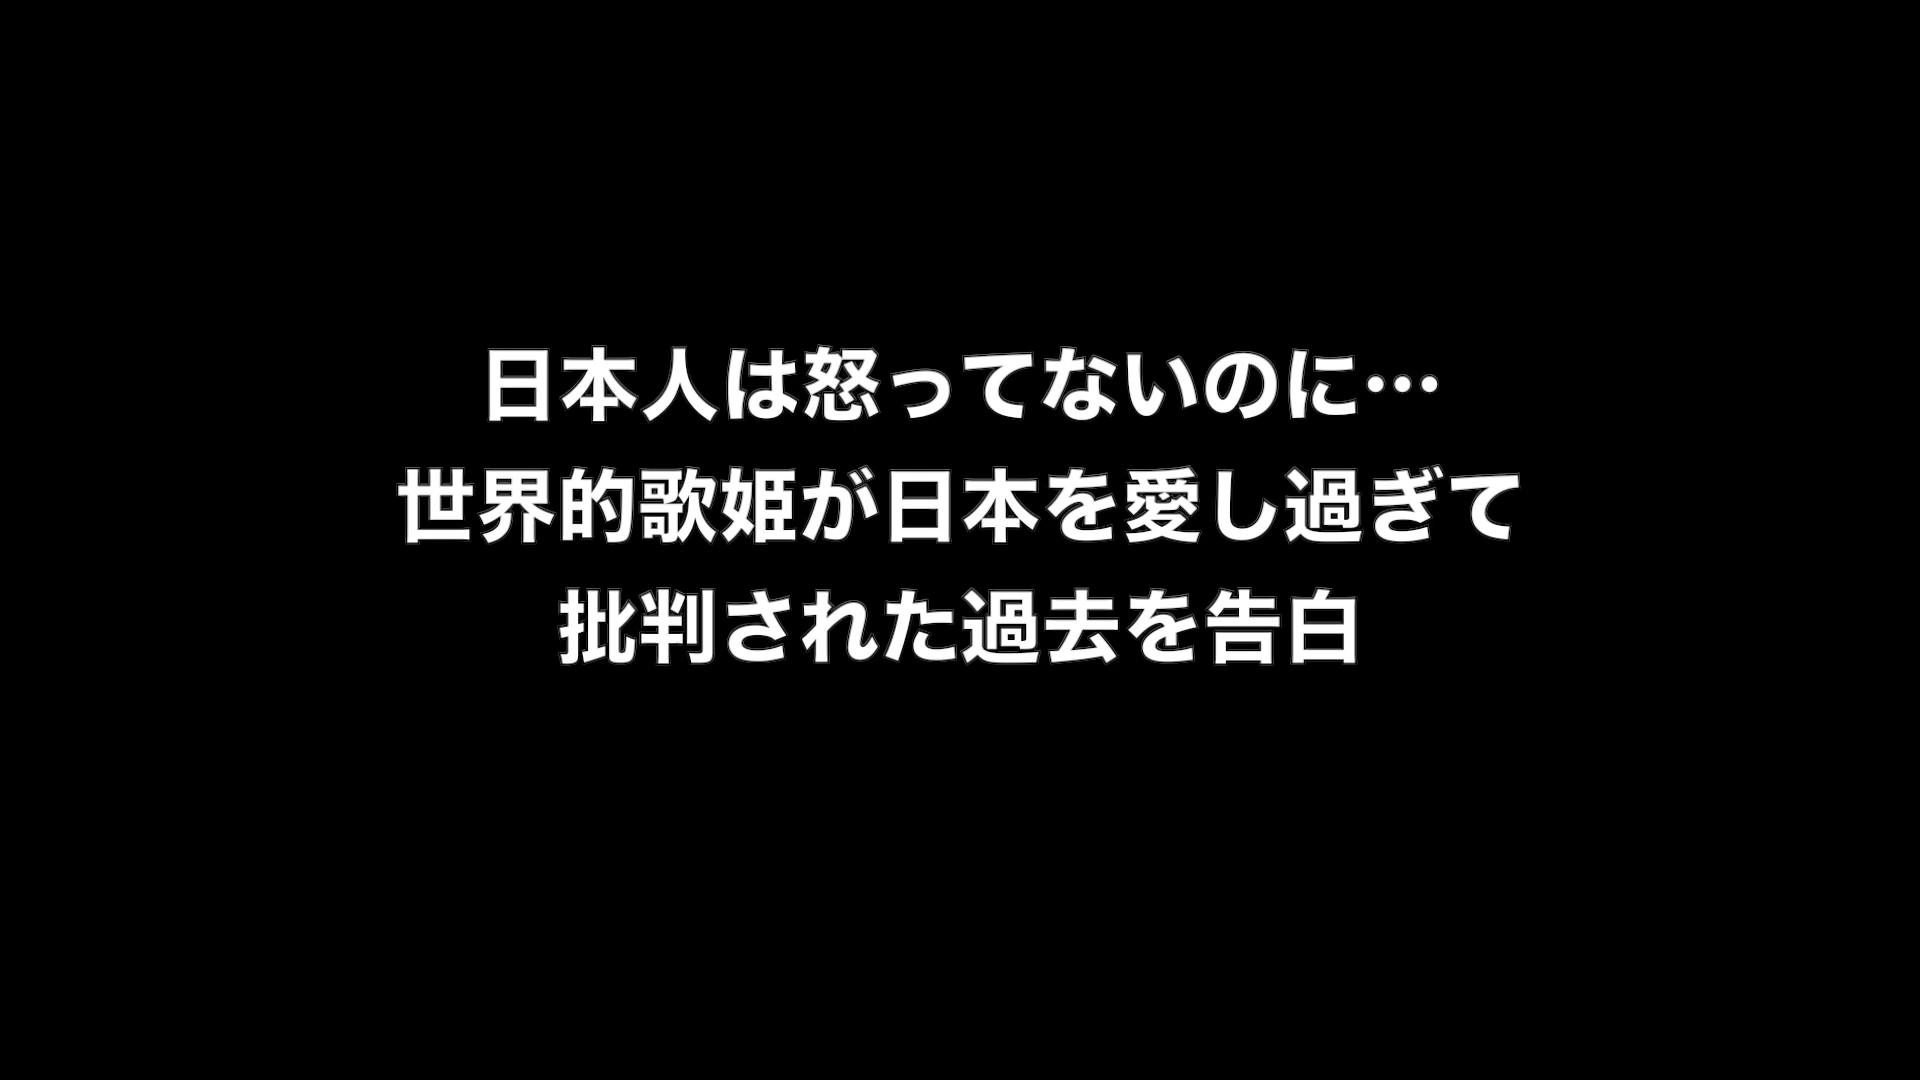 日本人は怒ってないのに…
世界的歌姫が日本を愛し過ぎて
批判された過去を告白